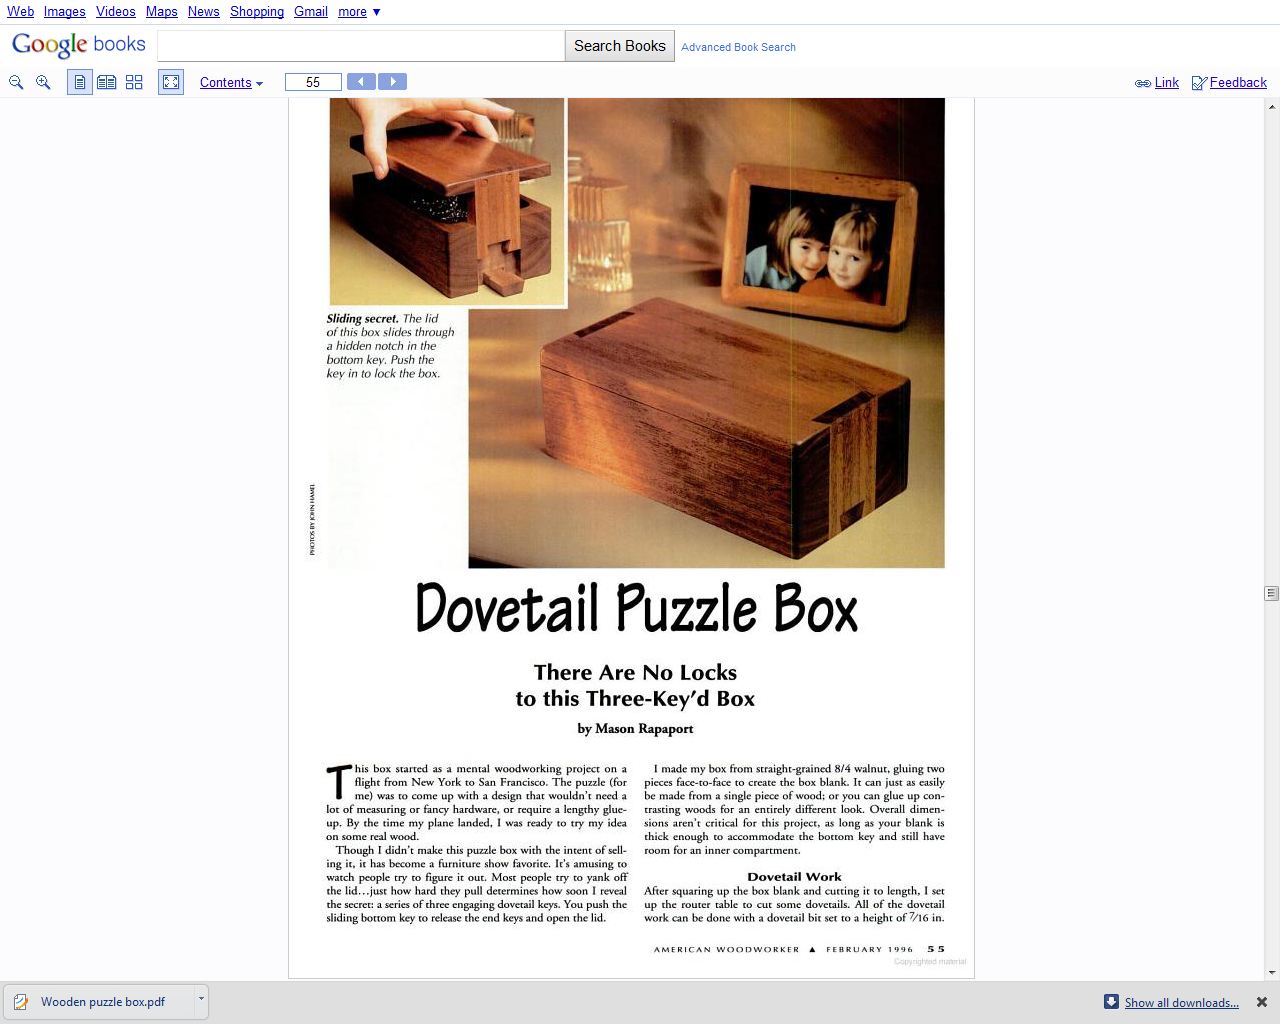 Web Images Videos Maps News Shopping Gmail more ▼
Google books Search Books Advanced Book Search
Contents 55 Link Feedback
Sliding secret. The lid
of this box slides through
a hidden notch in the
bottom key. Push the
key in to lock the box.
PHOTOS BY JOHN HAMEL
Dovetail Puzzle Box
There Are No Locks
to this Three-Key'd Box
by Mason Rapaport
This box started as a mental woodworking project on a
flight from New York to San Francisco. The puzzle (for
me) was to come up with a design that wouldn't need a
lot of measuring or fancy hardware, or require a lengthy glue-
up. By the time my plane landed, I was ready to try my idea
on some real wood.
Though I didn't make this puzzle box with the intent of sell-
ing it, it has become a furniture show favorite. It's amusing to
watch people try to figure it out. Most people try to yank off
the lid...just how hard they pull determines how soon I reveal
the secret: a series of three engaging dovetail keys. You push the
sliding bottom key to release the end keys and open the lid.
I made my box from straight-grained 8/4 walnut, gluing two
pieces face-to-face to create the box blank. It can just as easily
be made from a single piece of wood; or you can glue up con-
trasting woods for an entirely different look. Overall dimen-
sions aren't critical for this project, as long as your blank is
thick enough to accommodate the bottom key and still have
room for an inner compartment.
Dovetail Work
After squaring up the box blank and cutting it to length, I set
up the router table to cut some dovetails. All of the dovetail
work can be done with a dovetail bit set to a height of 7/16 in.
AMERICAN WOODWORKER ▲ FEBRUARY 1996 55
Copyrighted material
Wooden puzzle box.pdf Show all downloads...